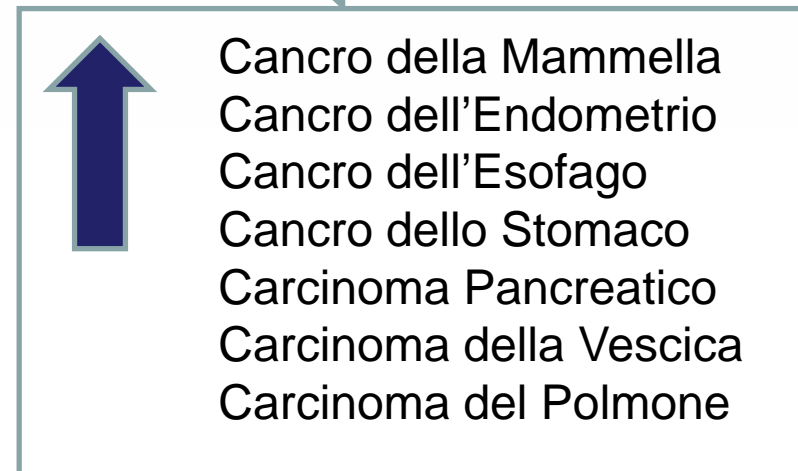 Cancro della Mammella
Cancro dell’Endometrio
Cancro dell’Esofago
Cancro dello Stomaco
Carcinoma Pancreatico
Carcinoma della Vescica
Carcinoma del Polmone